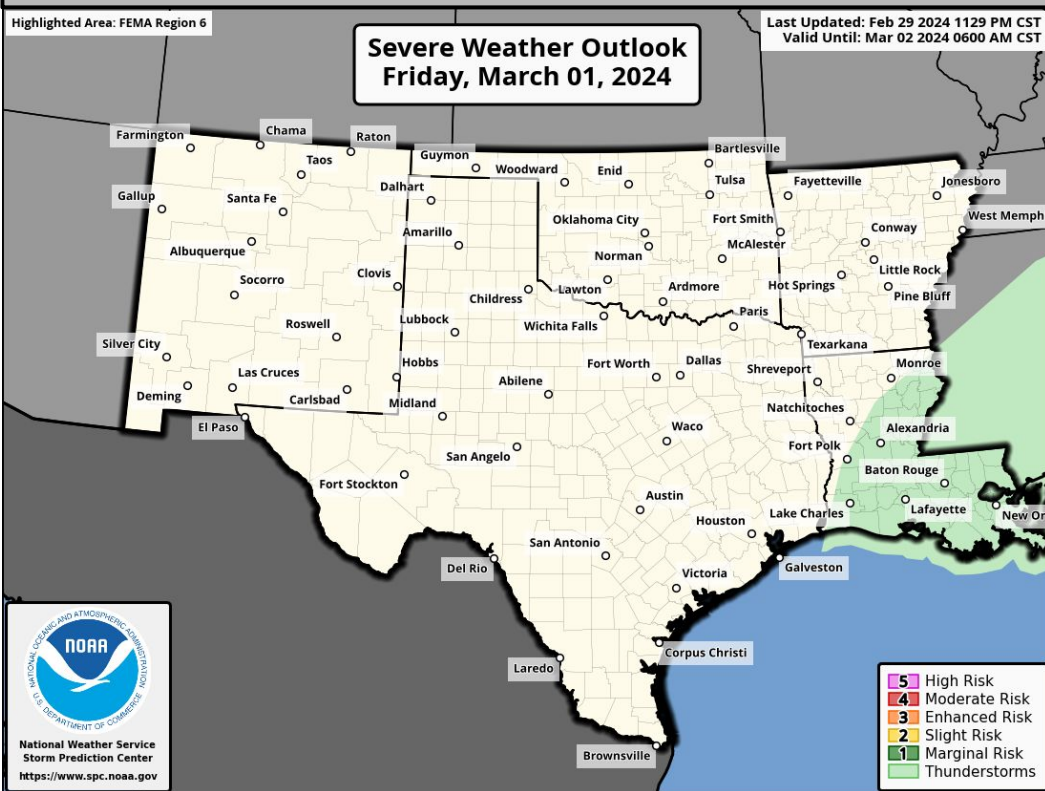 Highlighted Area: FEMA Region 6
Last Updated: Feb 29 2024 1129 PM CST
Valid Until: Mar 02 2024 0600 AM CST
Severe Weather Outlook
Friday, March 01, 2024
Farmington
Chama
Raton
Taos
Guymon
Woodward
Enid
Bartlesville
Tulsa
Fayetteville
Jonesboro
Gallup
Santa Fe
Dalhart
Oklahoma City
Fort Smith
West Memph
Albuquerque
Amarillo
Norman
McAlester
Conway
Socorro
Clovis
Childress
Lawton
Ardmore
Hot Springs
Little Rock
Pine Bluff
Roswell
Lubbock
Wichita Falls
Paris
Texarkana
Silver City
Las Cruces
Hobbs
Fort Worth
Dallas
Shreveport
Monroe
Deming
Carlsbad
Midland
Abilene
Natchitoches
El Paso
San Angelo
Waco
Fort Polk
Alexandria
Fort Stockton
Austin
Baton Rouge
Houston
Lake Charles
Lafayette
New Or
Del Rio
San Antonio
Victoria
Galveston
Laredo
Corpus Christi
Brownsville
NATIONAL OCEANIC AND ATMOSPHERIC ADMINISTRATION
NOAA
U.S. DEPARTMENT OF COMMERCE
National Weather Service
Storm Prediction Center
https://www.spc.noaa.gov
5 High Risk
4 Moderate Risk
3 Enhanced Risk
2 Slight Risk
1 Marginal Risk
Thunderstorms